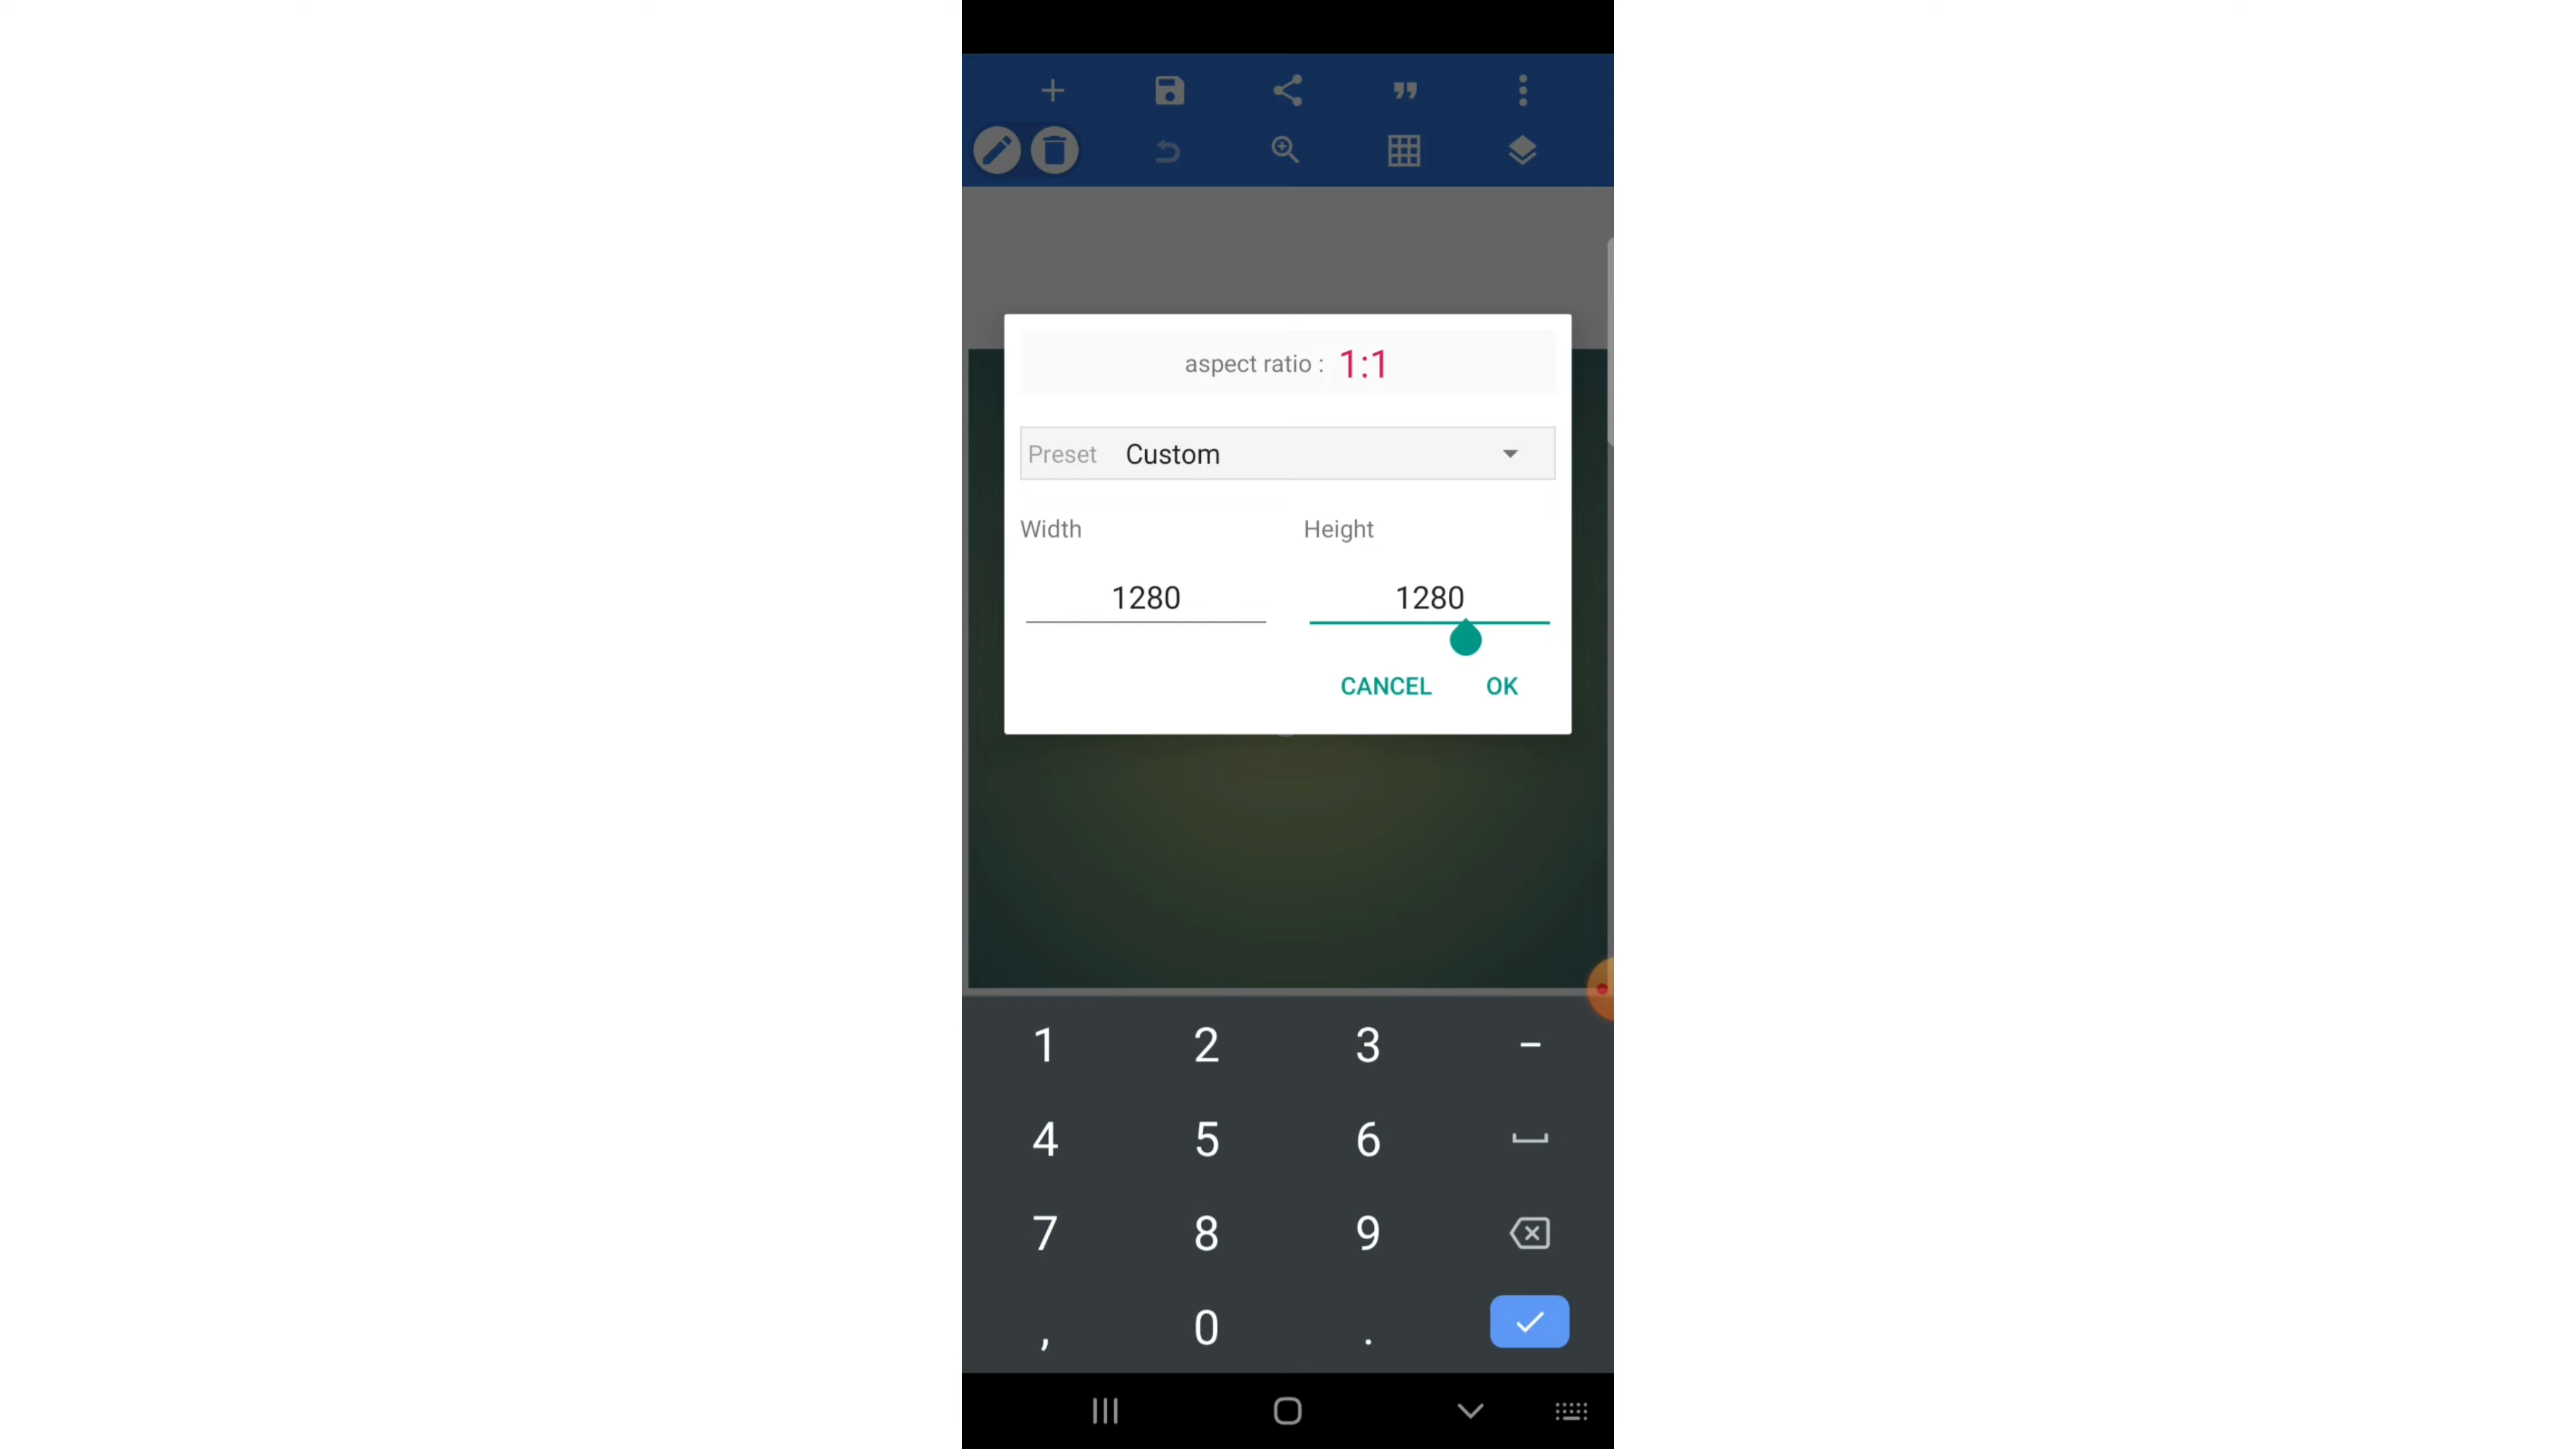 aspect ratio : 1:1
Preset Custom
Width Height
1280 1280
CANCEL OK
1 2 3 -
4 5 6
7 8 9
, 0 .